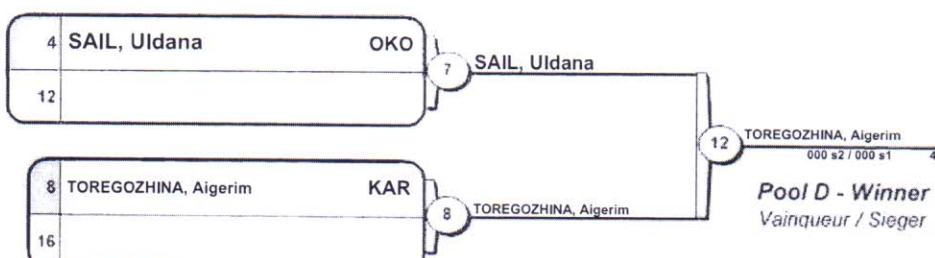 4 SAIL, Uldana OKO
12
7 SAIL, Uldana
8 TOREGOZHINA, Aigerim KAR
16
8 TOREGOZHINA, Aigerim
12 TOREGOZHINA, Aigerim
000 s2 / 000 s1 4
Pool D - Winner
Vainqueur / Sieger